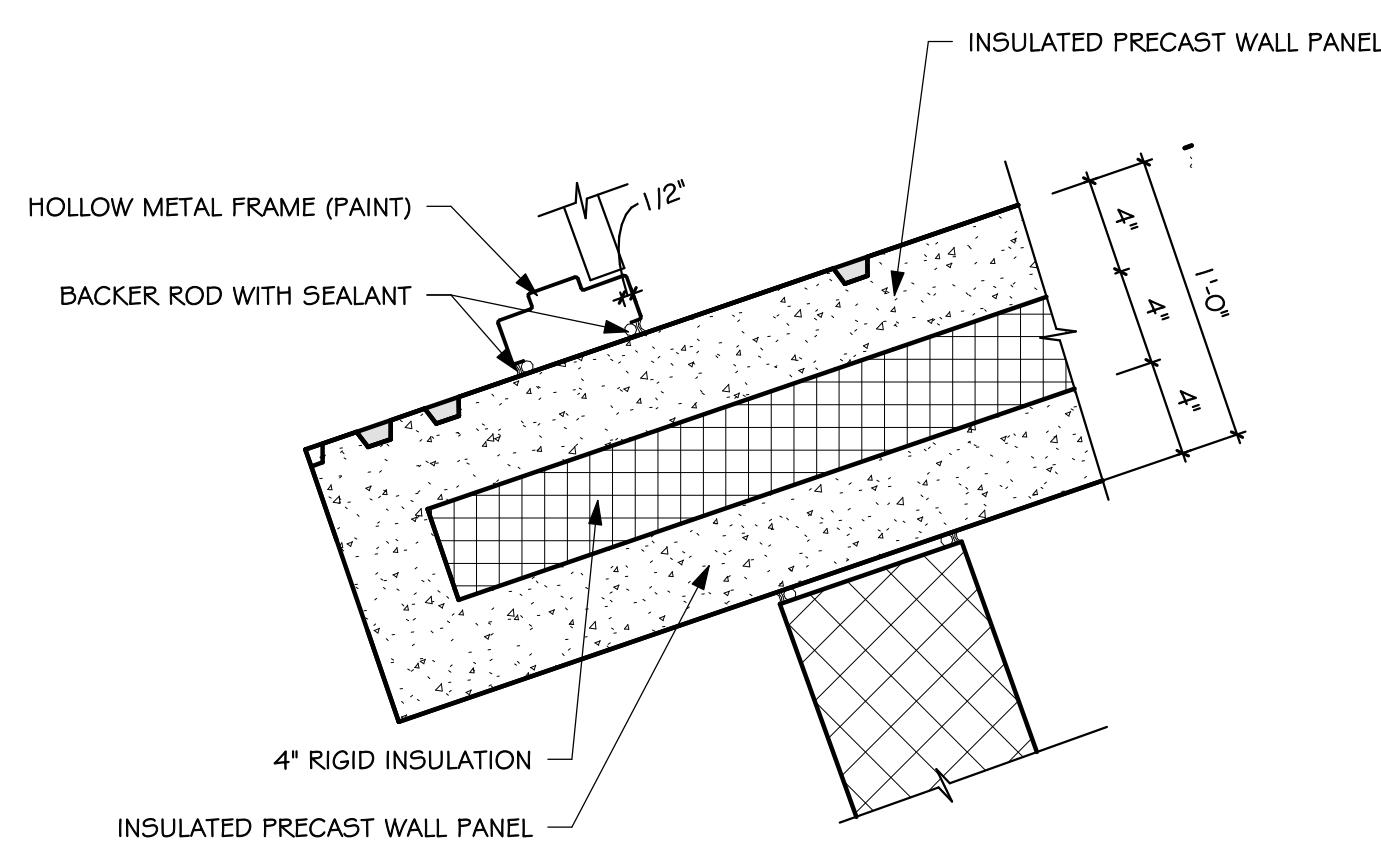 INSULATED PRECAST WALL PANEL
HOLLOW METAL FRAME (PAINT)
1/2"
BACKER ROD WITH SEALANT
4"
4"
1'-0"
4"
4" RIGID INSULATION
INSULATED PRECAST WALL PANEL